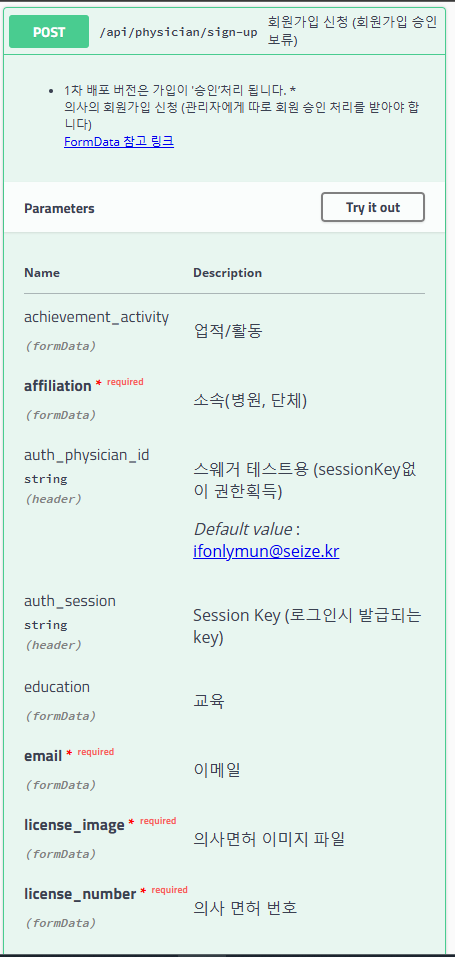 POST /api/physician/sign-up 회원가입 신청 (회원가입 승인
보류)
1차 배포 버전은 가입이 '승인'처리 됩니다. *
의사의 회원가입 신청 (관리자에게 따로 회원 승인 처리를 받아야 합
니다)
FormData 참고 링크
Parameters Try it out
Name Description
achievement_activity
(formData)
업적/활동
affiliation * required
(formData)
소속(병원, 단체)
auth_physician_id
string
(header)
스웨거 테스트용 (sessionKey없
이 권한획득)
Default value :
ifonlymun@seize.kr
auth_session
string
(header)
Session Key (로그인시 발급되는
key)
education
(formData)
교육
email * required
(formData)
이메일
license_image * required
(formData)
의사면허 이미지 파일
license_number * required
(formData)
의사 면허 번호